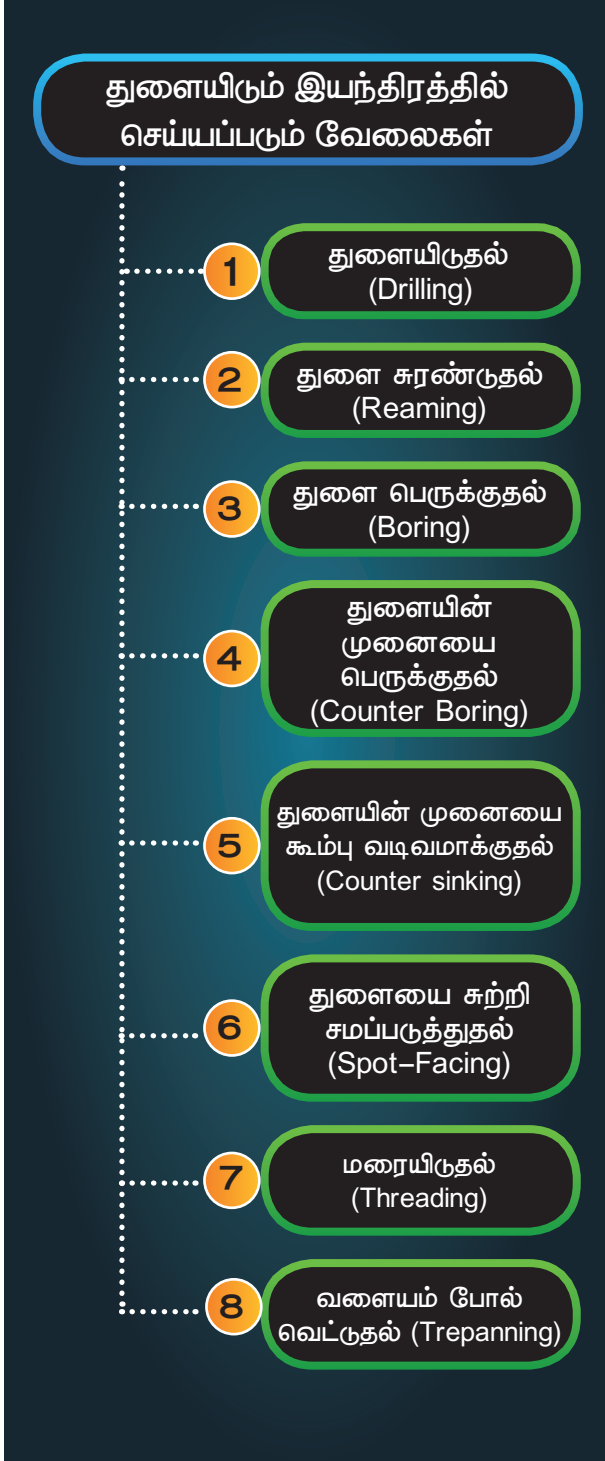 துளையிடும் இயந்திரத்தில்
செய்யப்படும் வேலைகள்
1
துளையிடுதல்
(Drilling)
2
துளை சுரண்டுதல்
(Reaming)
3
துளை பெருக்குதல்
(Boring)
4
துளையின்
முனையை
பெருக்குதல்
(Counter Boring)
5
துளையின் முனையை
கூம்பு வடிவமாக்குதல்
(Counter sinking)
6
துளையை சுற்றி
சமப்படுத்துதல்
(Spot–Facing)
7
மரையிடுதல்
(Threading)
8
வளையம் போல்
வெட்டுதல் (Trepanning)